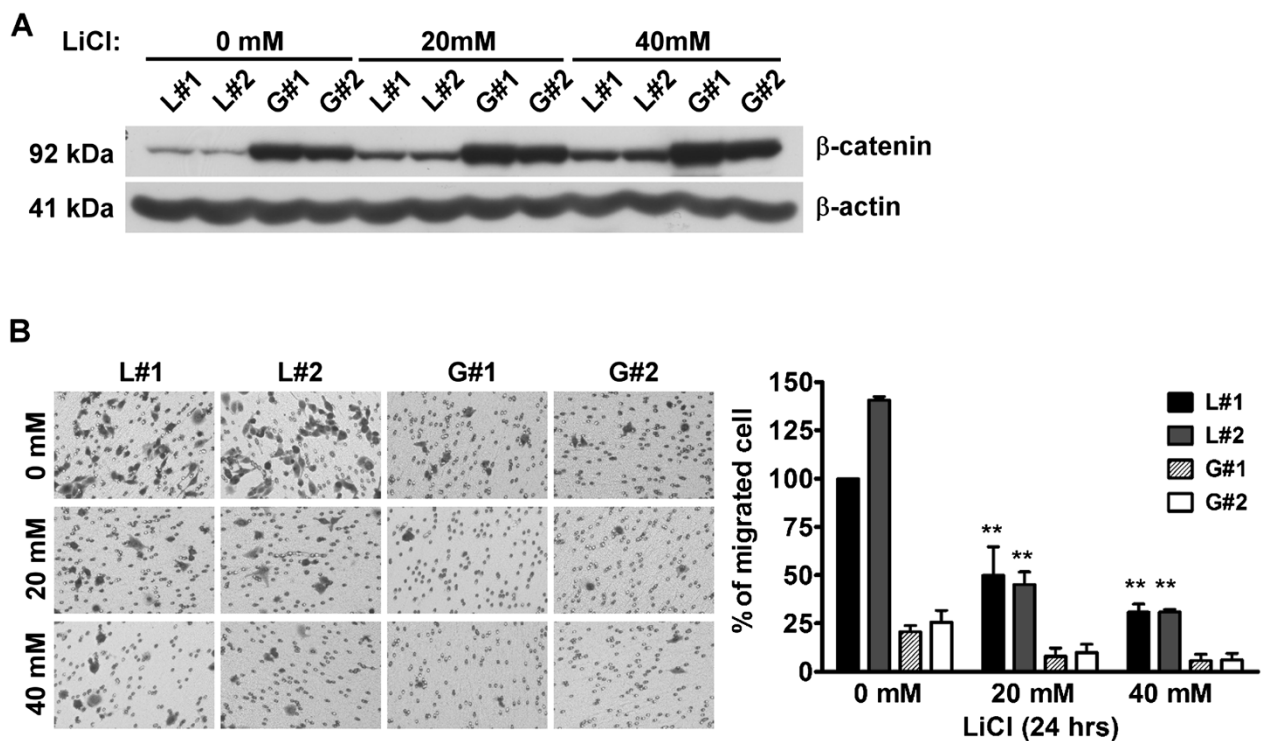 A
LiCl: 0 mM 20mM 40mM
L#1 L#2 G#1 G#2 L#1 L#2 G#1 G#2 L#1 L#2 G#1 G#2
92 kDa β-catenin
41 kDa β-actin
B
L#1 L#2 G#1 G#2
0 mM
20 mM
40 mM
% of migrated cell
150
125
100
75
50
25
0
** **
** **
L#1
L#2
G#1
G#2
0 mM 20 mM 40 mM
LiCl (24 hrs)